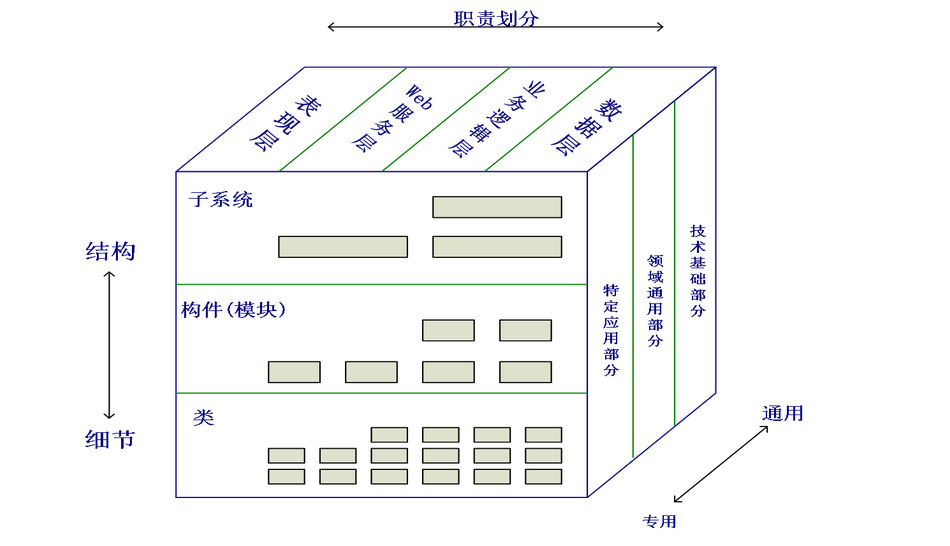 职责划分
表现层
Web服务层
业务逻辑层
数据层
子系统
构件(模块)
类
结构
细节
特定应用部分
领域通用部分
技术基础部分
通用
专用